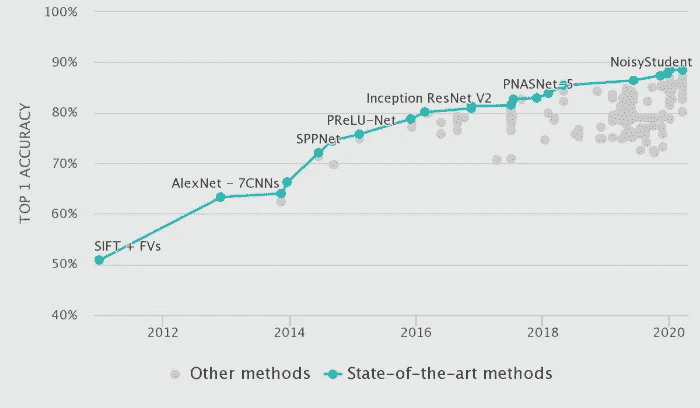 100%
90%
80%
70%
60%
50%
40%
TOP 1 ACCURACY
NoisyStudent
PNASNet-5
Inception ResNet V2
PReLU-Net
SPPNet
AlexNet - 7CNNs
SIFT + FVs
2012 2014 2016 2018 2020
Other methods State-of-the-art methods